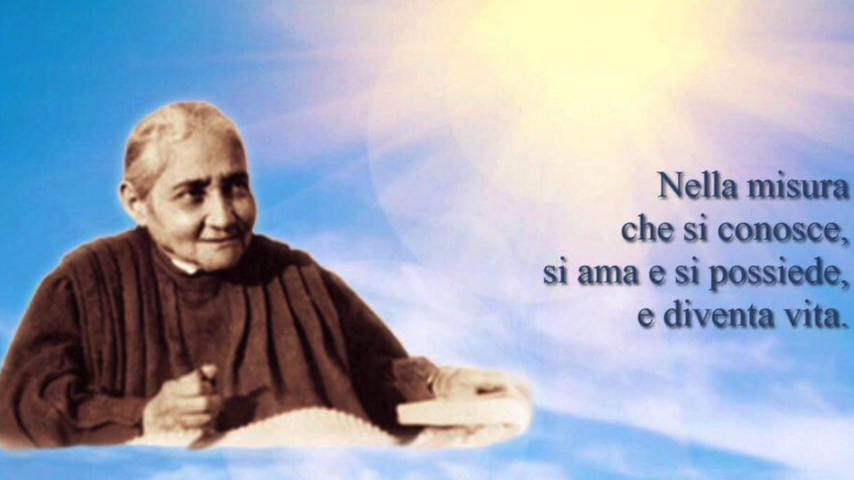 Nella misura
che si conosce,
si ama e si possiede,
e diventa vita.